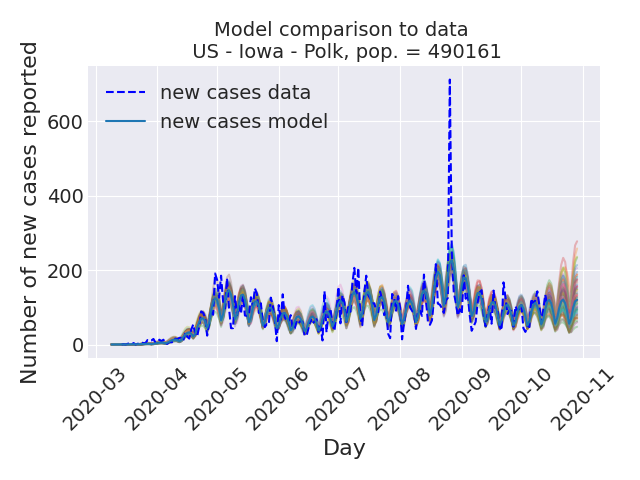 Model comparison to data
US - Iowa - Polk, pop. = 490161
Number of new cases reported
new cases data
new cases model
600
400
200
0
2020-03
2020-04
2020-05
2020-06
2020-07
2020-08
2020-09
2020-10
2020-11
Day